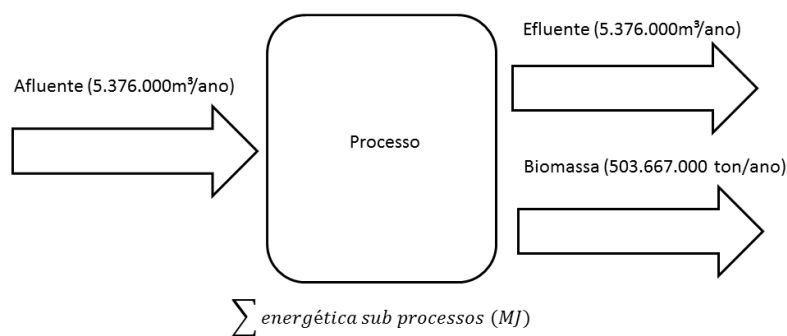 Efluente (5.376.000m³/ano)
Afluente (5.376.000m³/ano)
Processo
Biomassa (503.667.000 ton/ano)
∑ energética sub processos (MJ)